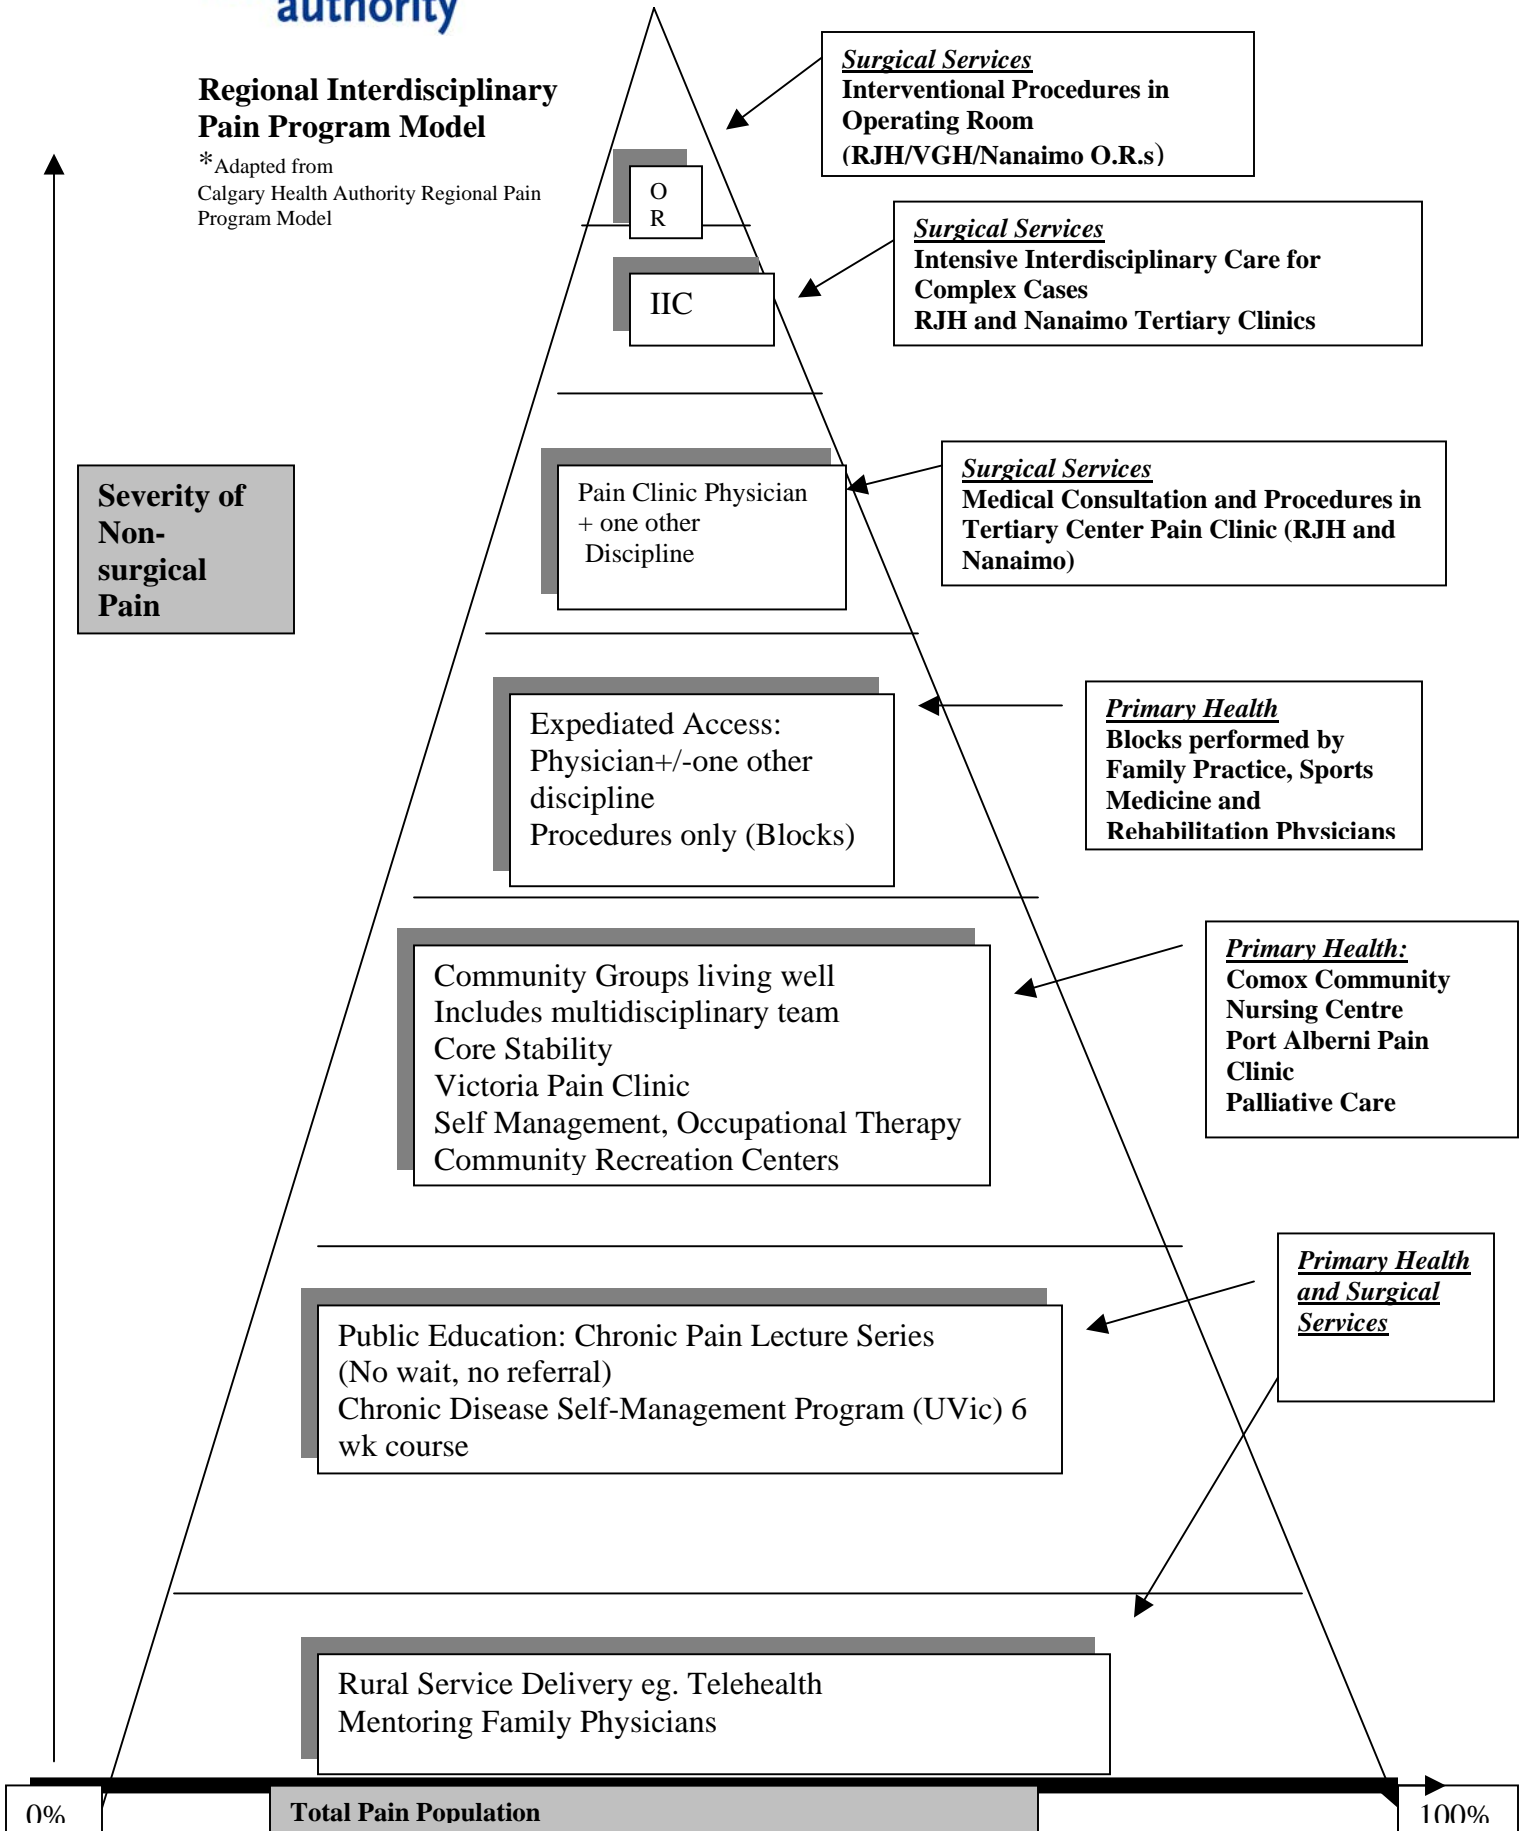 authority
Regional Interdisciplinary
Pain Program Model
*Adapted from
Calgary Health Authority Regional Pain
Program Model
Surgical Services
Interventional Procedures in
Operating Room
(RJH/VGH/Nanaimo O.R.s)
O
R
Surgical Services
Intensive Interdisciplinary Care for
Complex Cases
RJH and Nanaimo Tertiary Clinics
IIC
Severity of
Non-
surgical
Pain
Pain Clinic Physician
+ one other
Discipline
Surgical Services
Medical Consultation and Procedures in
Tertiary Center Pain Clinic (RJH and
Nanaimo)
Expediated Access:
Physician+/-one other
discipline
Procedures only (Blocks)
Primary Health
Blocks performed by
Family Practice, Sports
Medicine and
Rehabilitation Physicians
Community Groups living well
Includes multidisciplinary team
Core Stability
Victoria Pain Clinic
Self Management, Occupational Therapy
Community Recreation Centers
Primary Health:
Comox Community
Nursing Centre
Port Alberni Pain
Clinic
Palliative Care
Public Education: Chronic Pain Lecture Series
(No wait, no referral)
Chronic Disease Self-Management Program (UVic) 6
wk course
Primary Health
and Surgical
Services
Rural Service Delivery eg. Telehealth
Mentoring Family Physicians
0%
Total Pain Population
100%